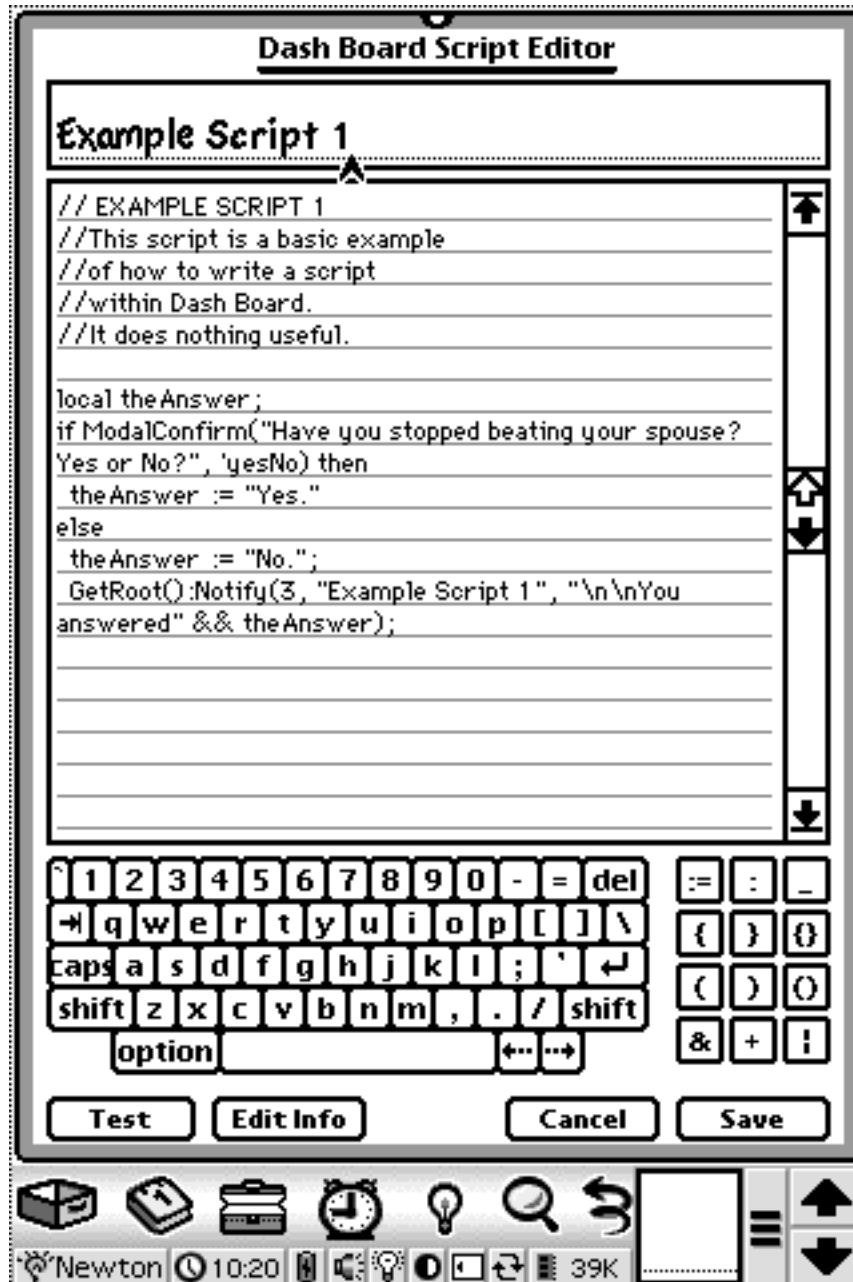 Dash Board Script Editor
Example Script 1
// EXAMPLE SCRIPT 1
//This script is a basic example
//of how to write a script
//within Dash Board.
//It does nothing useful.
local theAnswer;
if ModalConfirm("Have you stopped beating your spouse?
Yes or No?", 'yesNo) then
theAnswer := "Yes."
else
theAnswer := "No.";
GetRoot():Notify(3, "Example Script 1", "\n\nYou
answered" && theAnswer);
` 1 2 3 4 5 6 7 8 9 0 - = del := : _
q w e r t y u i o p [ ] \ { } {}
caps a s d f g h j k l ; ' ( ) ()
shift z x c v b n m , . / shift & + ¦
option
Test Edit Info Cancel Save
1
Newton 10:20 39K